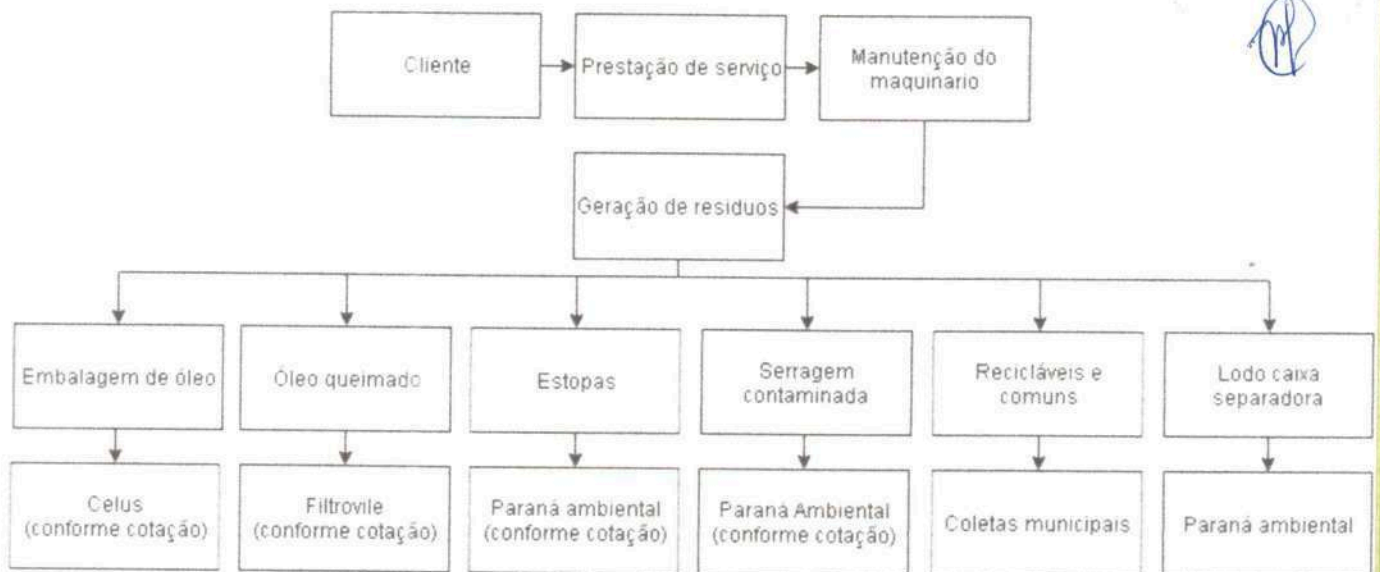 Cliente
Prestação de serviço
Manutenção do
maquinario
Geração de residuos
Embalagem de óleo
Óleo queimado
Estopas
Serragem
contaminada
Recicláveis e
comuns
Lodo caixa
separadora
Celus
(conforme cotação)
Filtrovile
(conforme cotação)
Paraná ambiental
(conforme cotação)
Paraná Ambiental
(conforme cotação)
Coletas municipais
Paraná ambiental